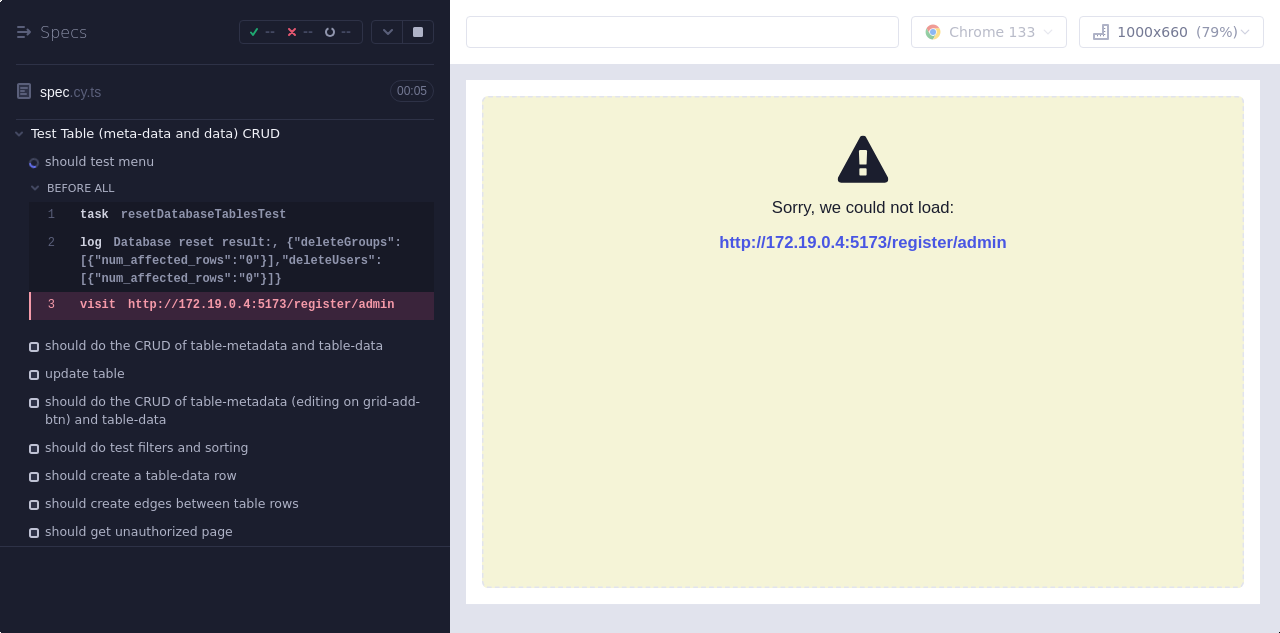 Specs
--
--
--
spec.cy.ts
00:05
Test Table (meta-data and data) CRUD
should test menu
BEFORE ALL
1 task resetDatabaseTablesTest
2 log Database reset result:, {"deleteGroups":
[{"num_affected_rows":"0"}],"deleteUsers":
[{"num_affected_rows":"0"}]}
3 visit http://172.19.0.4:5173/register/admin
should do the CRUD of table-metadata and table-data
update table
should do the CRUD of table-metadata (editing on grid-add-
btn) and table-data
should do test filters and sorting
should create a table-data row
should create edges between table rows
should get unauthorized page
Chrome 133
1000x660 (79%)
Sorry, we could not load:
http://172.19.0.4:5173/register/admin